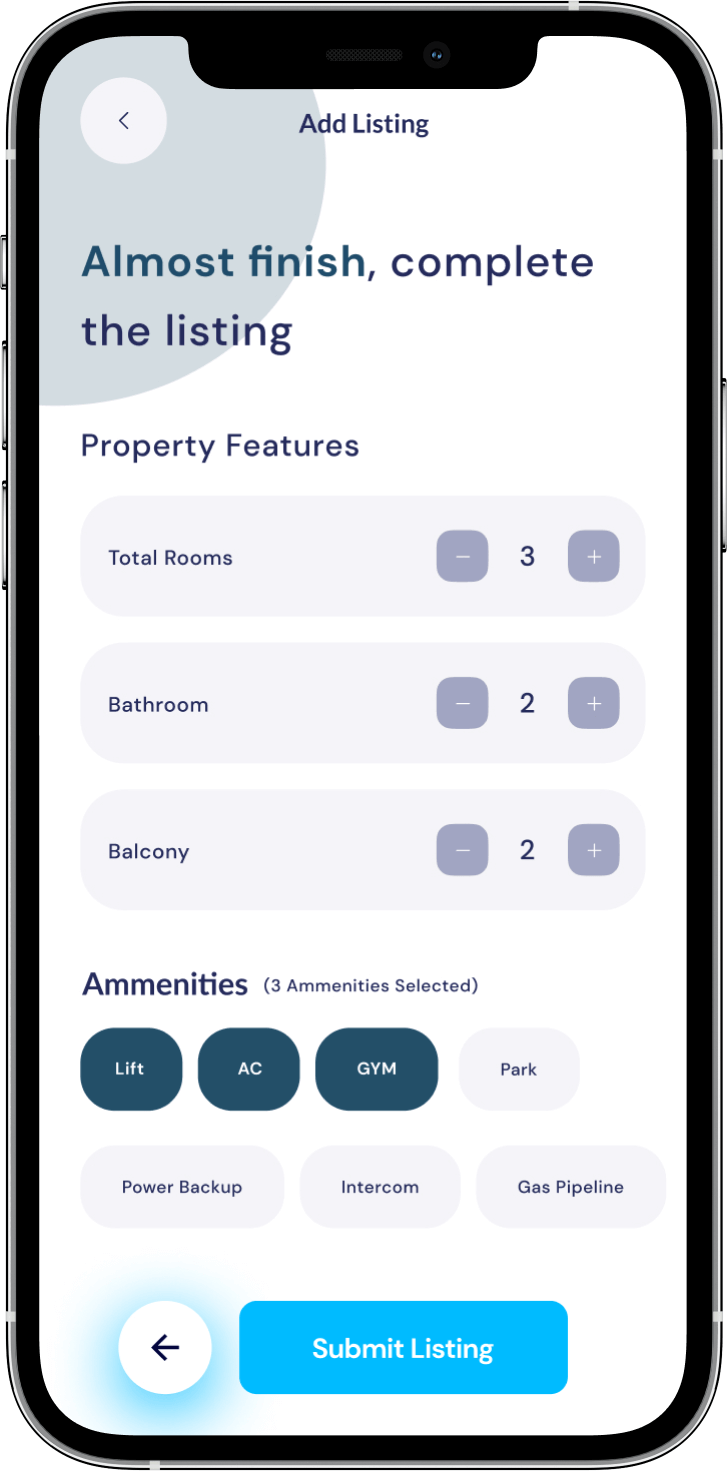 Add Listing
Almost finish, complete
the listing
Property Features
Total Rooms − 3 +
Bathroom − 2 +
Balcony − 2 +
Ammenities (3 Ammenities Selected)
Lift AC GYM Park
Power Backup Intercom Gas Pipeline
Submit Listing